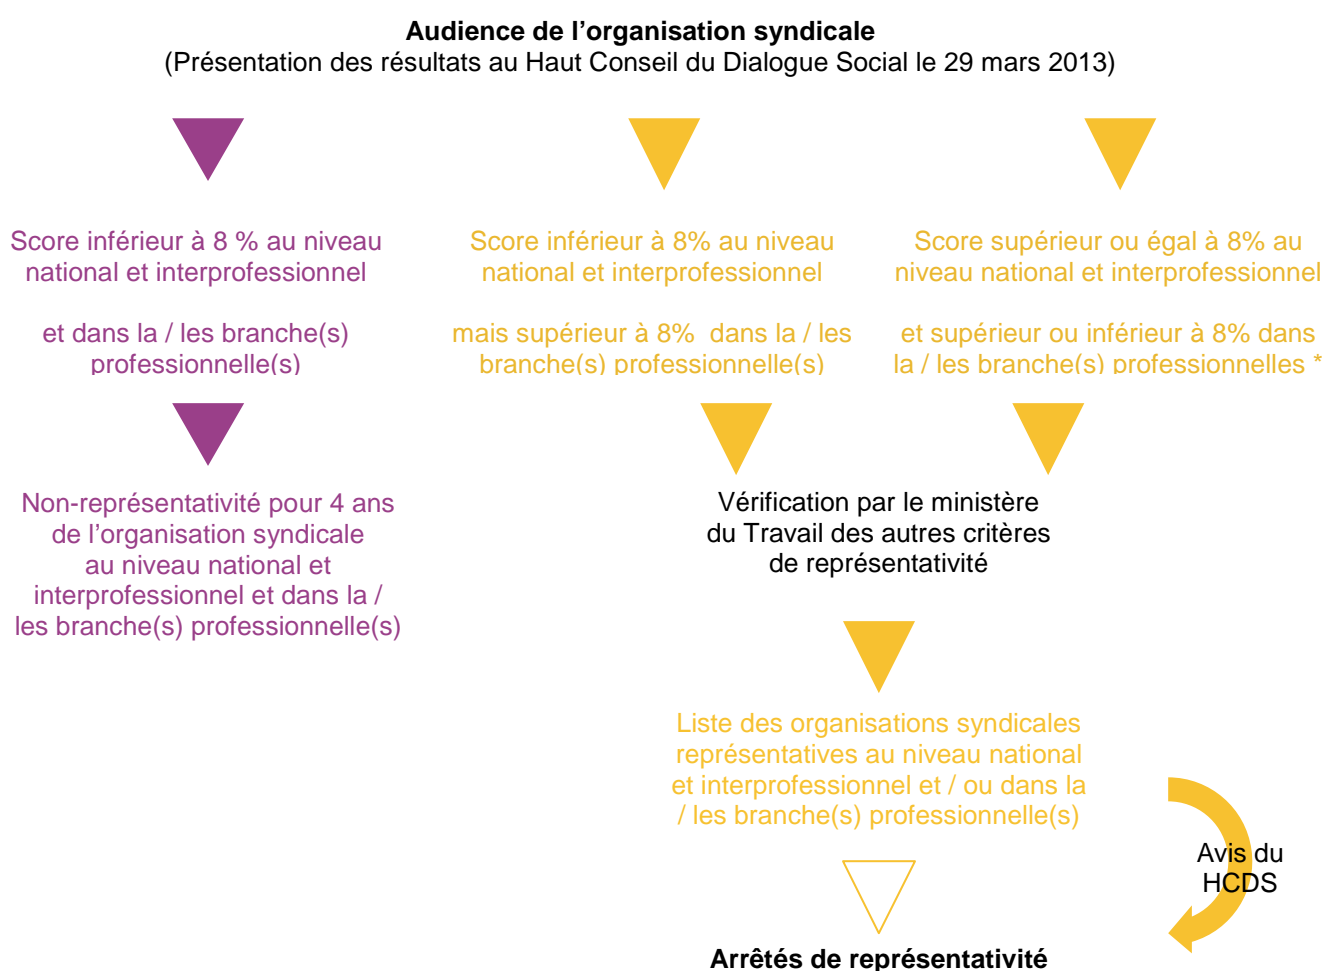 Audience de l’organisation syndicale
(Présentation des résultats au Haut Conseil du Dialogue Social le 29 mars 2013)
Score inférieur à 8 % au niveau
national et interprofessionnel
et dans la / les branche(s)
professionnelle(s)
Score inférieur à 8% au niveau
national et interprofessionnel
mais supérieur à 8% dans la / les
branche(s) professionnelle(s)
Score supérieur ou égal à 8% au
niveau national et interprofessionnel
et supérieur ou inférieur à 8% dans
la / les branche(s) professionnelles *
Non-représentativité pour 4 ans
de l’organisation syndicale
au niveau national et
interprofessionnel et dans la /
les branche(s) professionnelle(s)
Vérification par le ministère
du Travail des autres critères
de représentativité
Liste des organisations syndicales
représentatives au niveau national
et interprofessionnel et / ou dans la
/ les branche(s) professionnelle(s)
Avis du
HCDS
Arrêtés de représentativité